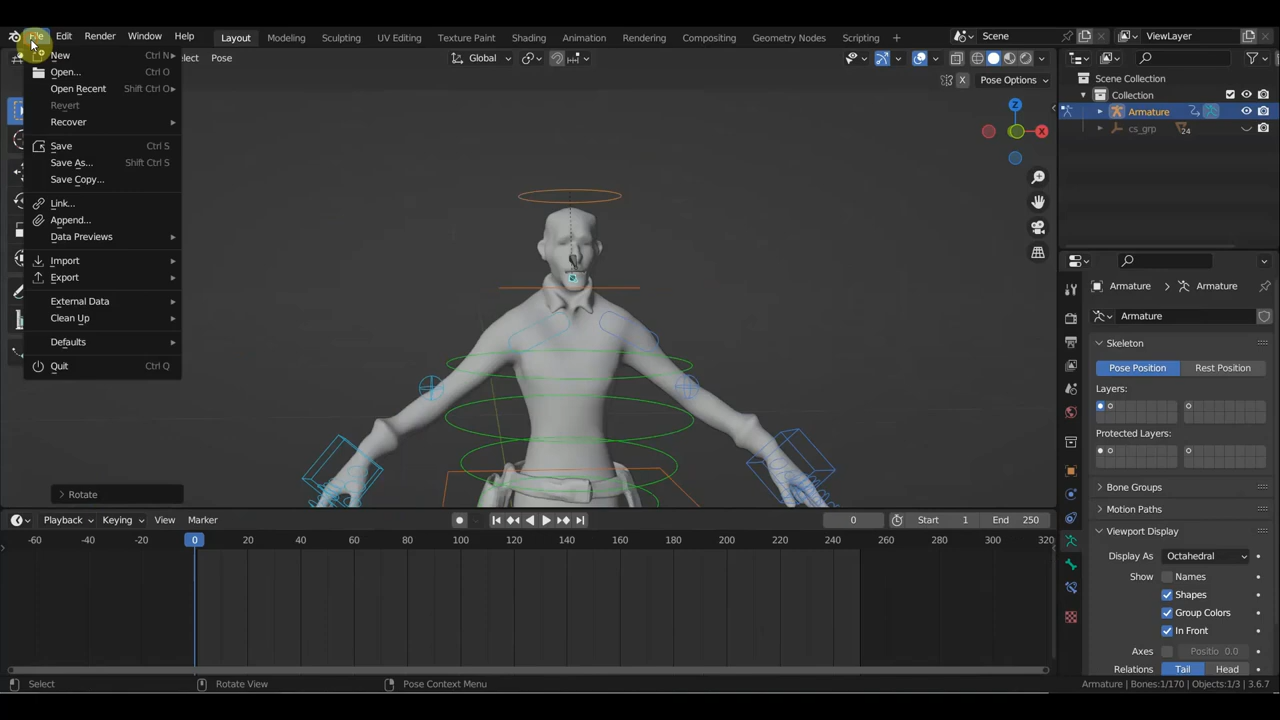 File Edit Render Window Help Layout Modeling Sculpting UV Editing Texture Paint Shading Animation Rendering Compositing Geometry Nodes Scripting Scene ViewLayer
Pose Global X Pose Options
New Ctrl N
Open... Ctrl O
Open Recent Shift Ctrl O
Revert
Recover
Save Ctrl S
Save As... Shift Ctrl S
Save Copy...
Link...
Append...
Data Previews
Import
Export
External Data
Clean Up
Defaults
Quit Ctrl Q
Rotate
Z
X
Scene Collection
Collection
Armature
cs_grp 24
Armature Armature
Armature
Skeleton
Pose Position Rest Position
Layers:
Protected Layers:
Bone Groups
Motion Paths
Viewport Display
Display As Octahedral
Show Names
Shapes
Group Colors
In Front
Axes Positio 0.0
Relations Tail Head
Playback Keying View Marker 0 Start 1 End 250
-60 -40 -20 0 20 40 60 80 100 120 140 160 180 200 220 240 260 280 300 320
Select Rotate View Pose Context Menu Armature | Bones:1/170 | Objects:1/3 | 3.6.7